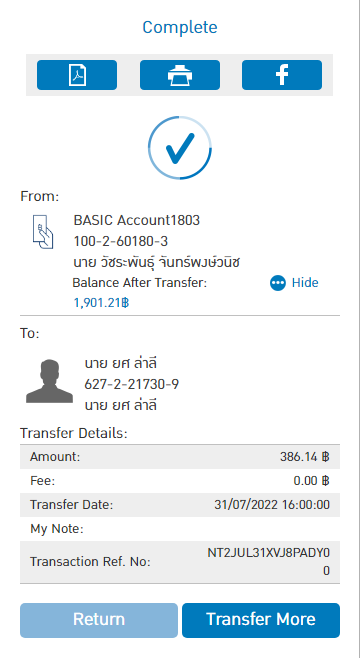 Complete
From:
BASIC Account1803
100-2-60180-3
นาย วัชระพันธุ์ จันทร์พงษ์วนิช
Balance After Transfer:
Hide
1,901.21฿
To:
นาย ยศ ล่าลี
627-2-21730-9
นาย ยศ ล่าลี
Transfer Details:
Amount: 386.14 ฿
Fee: 0.00 ฿
Transfer Date: 31/07/2022 16:00:00
My Note:
Transaction Ref. No: NT2JUL31XVJ8PADY0
0
Return
Transfer More